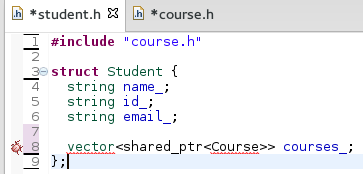 *student.h *course.h
1 #include "course.h"
2
3 struct Student {
4 string name_;
5 string id_;
6 string email_;
7
8 vector<shared_ptr<Course>> courses_;
9 };